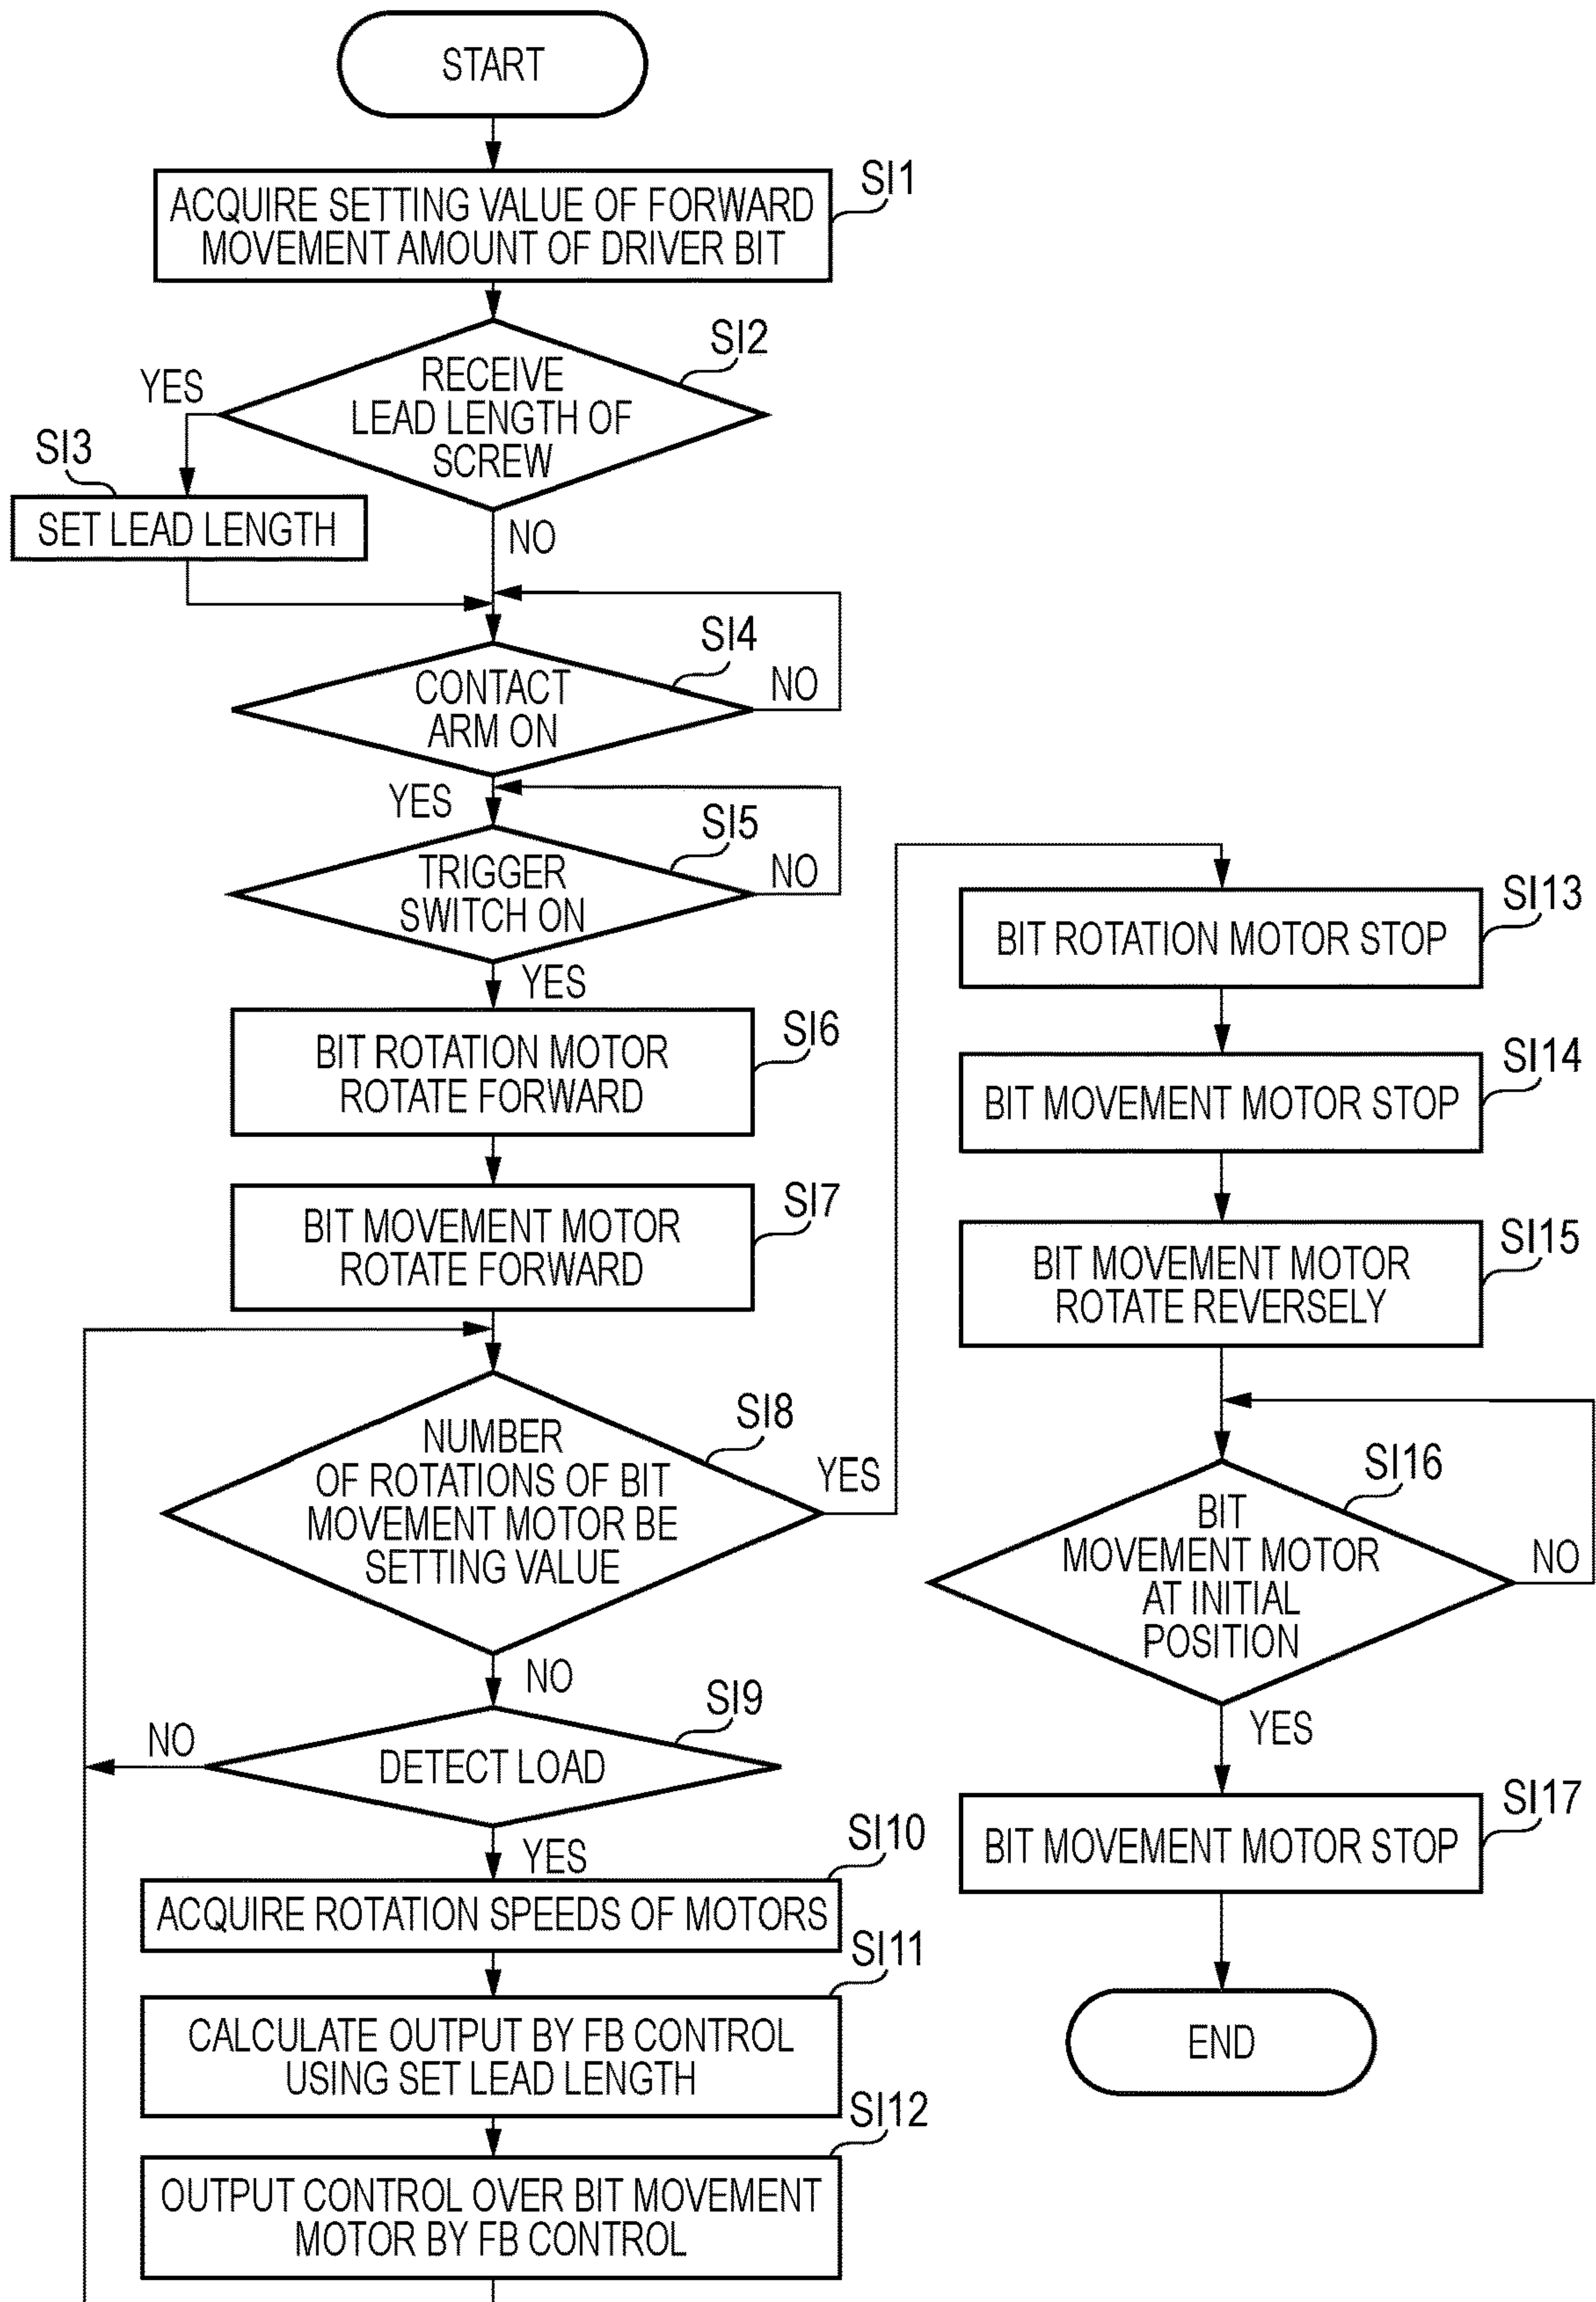 START
SI1
ACQUIRE SETTING VALUE OF FORWARD
MOVEMENT AMOUNT OF DRIVER BIT
SI2
RECEIVE
LEAD LENGTH OF
SCREW
YES
NO
SI3
SET LEAD LENGTH
SI4
CONTACT
ARM ON
NO
YES
SI5
TRIGGER
SWITCH ON
NO
YES
SI6
BIT ROTATION MOTOR
ROTATE FORWARD
SI7
BIT MOVEMENT MOTOR
ROTATE FORWARD
SI8
NUMBER
OF ROTATIONS OF BIT
MOVEMENT MOTOR BE
SETTING VALUE
YES
NO
SI9
DETECT LOAD
NO
YES
SI10
ACQUIRE ROTATION SPEEDS OF MOTORS
SI11
CALCULATE OUTPUT BY FB CONTROL
USING SET LEAD LENGTH
SI12
OUTPUT CONTROL OVER BIT MOVEMENT
MOTOR BY FB CONTROL
SI13
BIT ROTATION MOTOR STOP
SI14
BIT MOVEMENT MOTOR STOP
SI15
BIT MOVEMENT MOTOR
ROTATE REVERSELY
SI16
BIT
MOVEMENT MOTOR
AT INITIAL
POSITION
NO
YES
SI17
BIT MOVEMENT MOTOR STOP
END